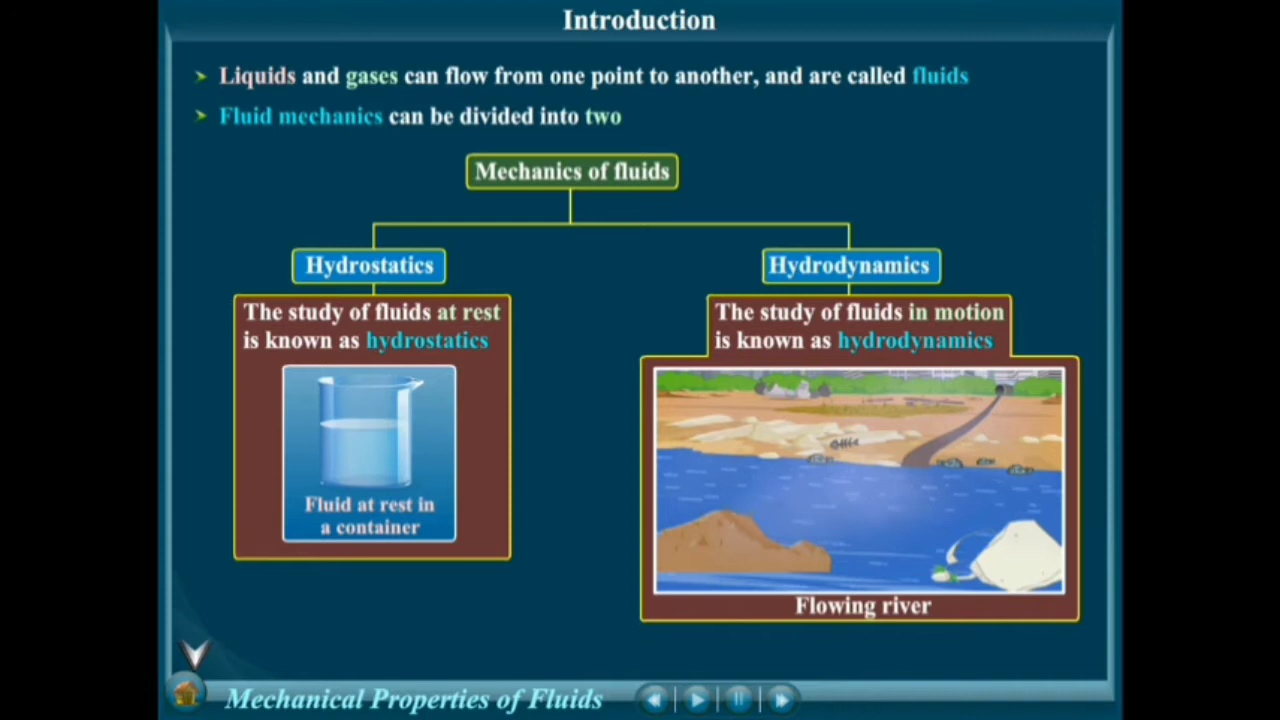 Introduction
Liquids and gases can flow from one point to another, and are called fluids
Fluid mechanics can be divided into two
Mechanics of fluids
Hydrostatics
The study of fluids at rest
is known as hydrostatics
Fluid at rest in
a container
Hydrodynamics
The study of fluids in motion
is known as hydrodynamics
Flowing river
Mechanical Properties of Fluids